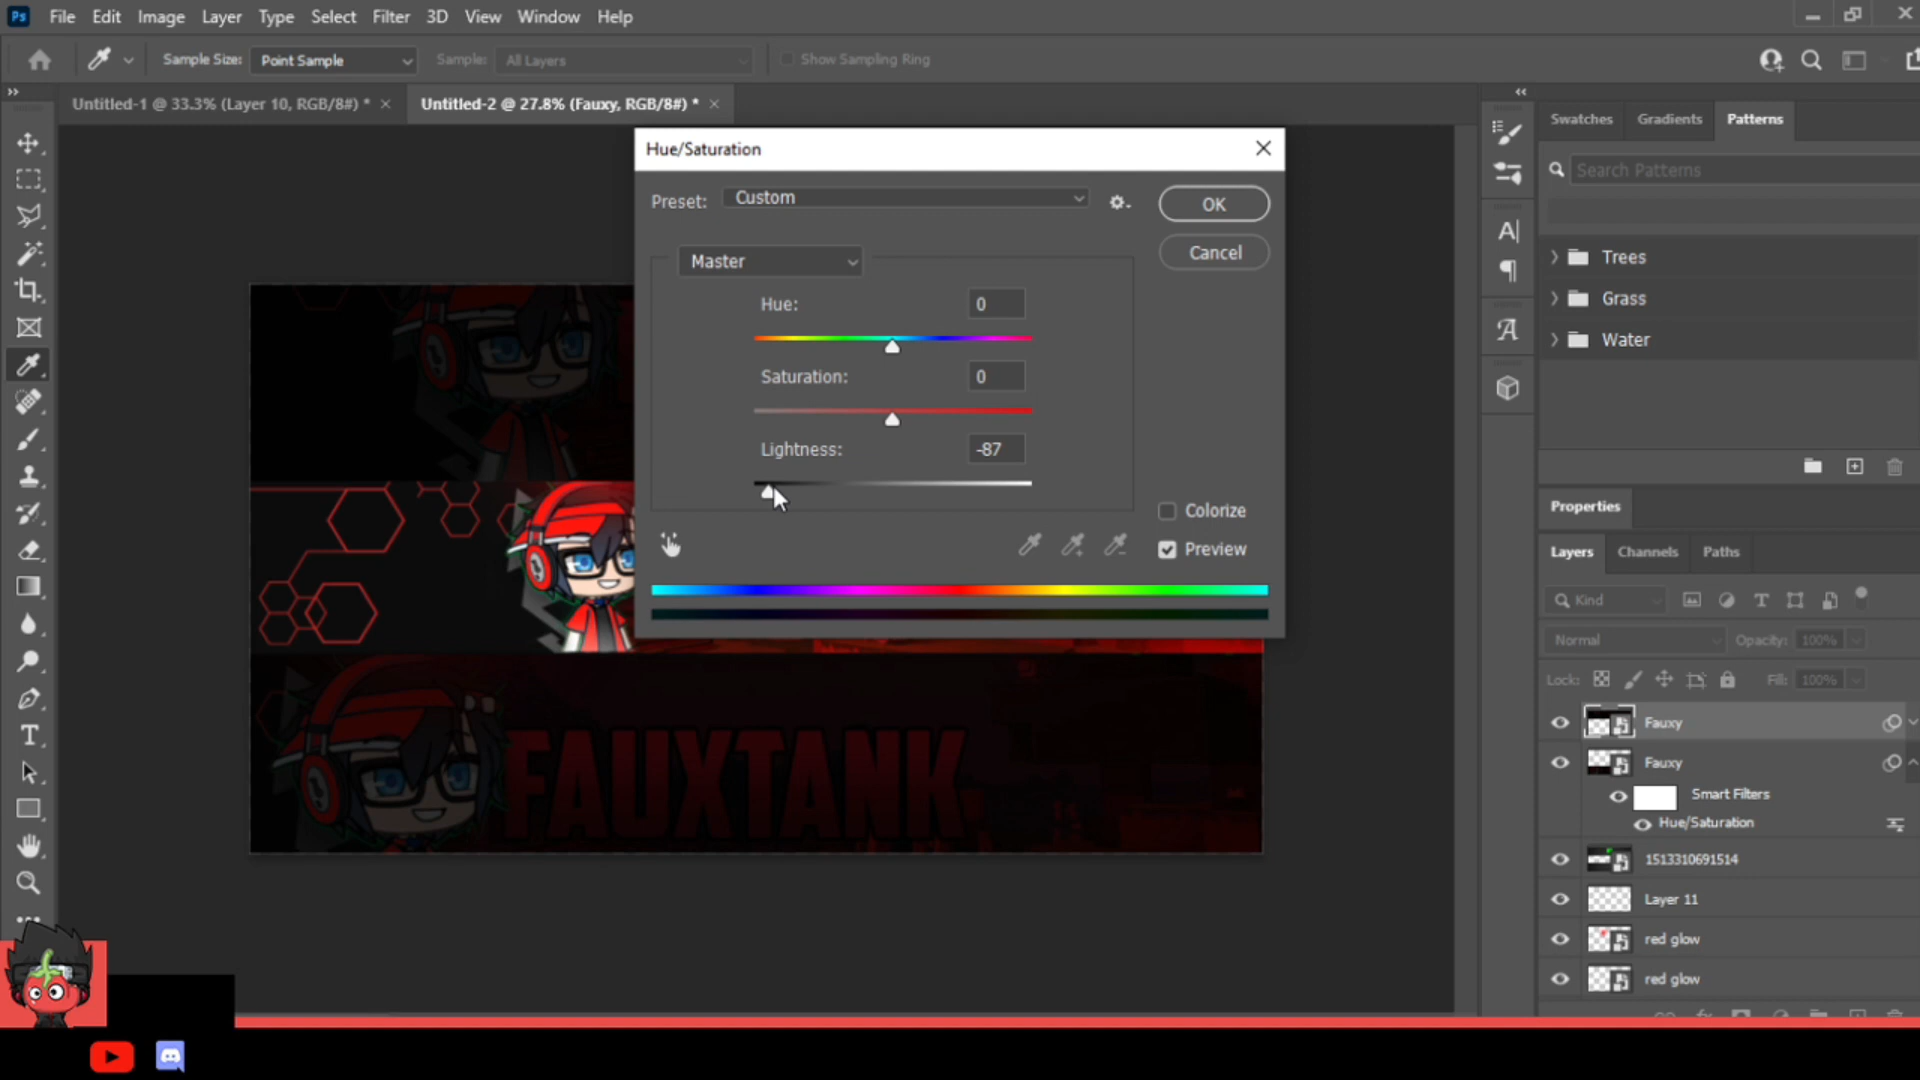 Ps File Edit Image Layer Type Select Filter 3D View Window Help
Sample Size: Point Sample Sample: All Layers Show Sampling Ring
Untitled-1 @ 33.3% (Layer 10, RGB/8#) * Untitled-2 @ 27.8% (Fauxy, RGB/8#) *
Hue/Saturation
Preset: Custom
OK
Cancel
Master
Hue: 0
Saturation: 0
Lightness: -87
Colorize
Preview
FAUXTANK
Swatches Gradients Patterns
Search Patterns
Trees
Grass
Water
Properties
Layers Channels Paths
Kind
Normal Opacity: 100%
Lock: Fill: 100%
Fauxy
Fauxy
Smart Filters
Hue/Saturation
1513310691514
Layer 11
red glow
red glow